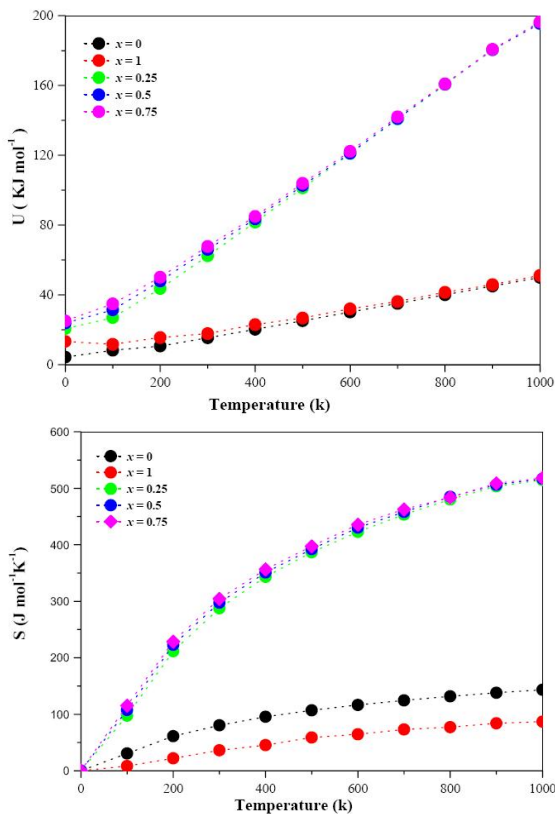 200
160
120
80
40
0
U ( KJ mol⁻¹)
x = 0
x = 1
x = 0.25
x = 0.5
x = 0.75
0 200 400 600 800 1000
Temperature (k)
600
500
400
300
200
100
0
S (J mol⁻¹K⁻¹)
x = 0
x = 1
x = 0.25
x = 0.5
x = 0.75
0 200 400 600 800 1000
Temperature (k)